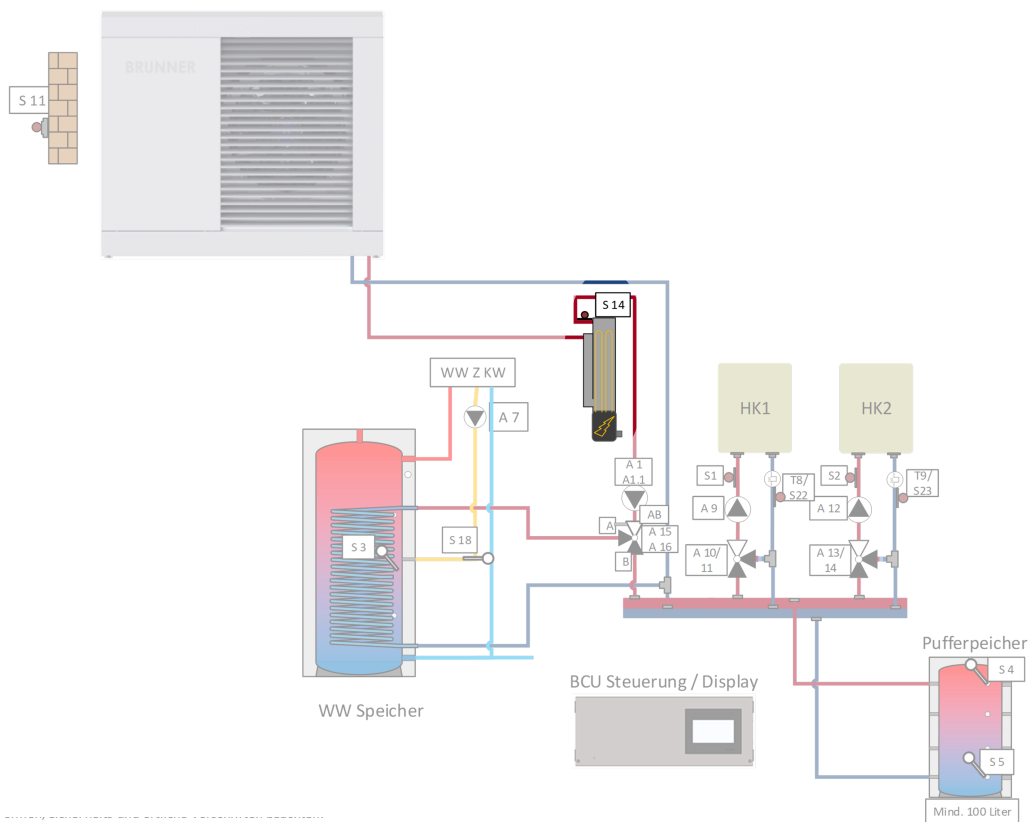 BRUNNER
S 11
S 14
WW Z KW
A 7
HK1
HK2
A 1
A1.1
S1
T8/
S22
S2
T9/
S23
A 9
A 12
AB
A
A 15
A 16
B
A 10/
11
A 13/
14
S 3
S 18
Pufferpeicher
S 4
BCU Steuerung / Display
WW Speicher
S 5
Mind. 100 Liter